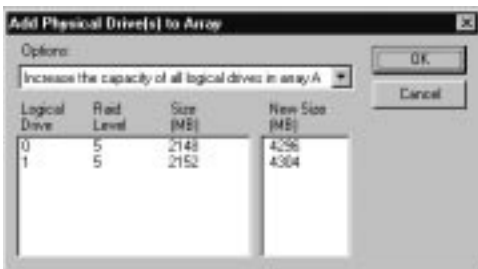 Add Physical Drive(s) to Array
Options:
Increase the capacity of all logical drives in array A
OK
Cancel
Logical Drive Raid Level Size (MB) New Size (MB)
0 5 2148 4296
1 5 2152 4304